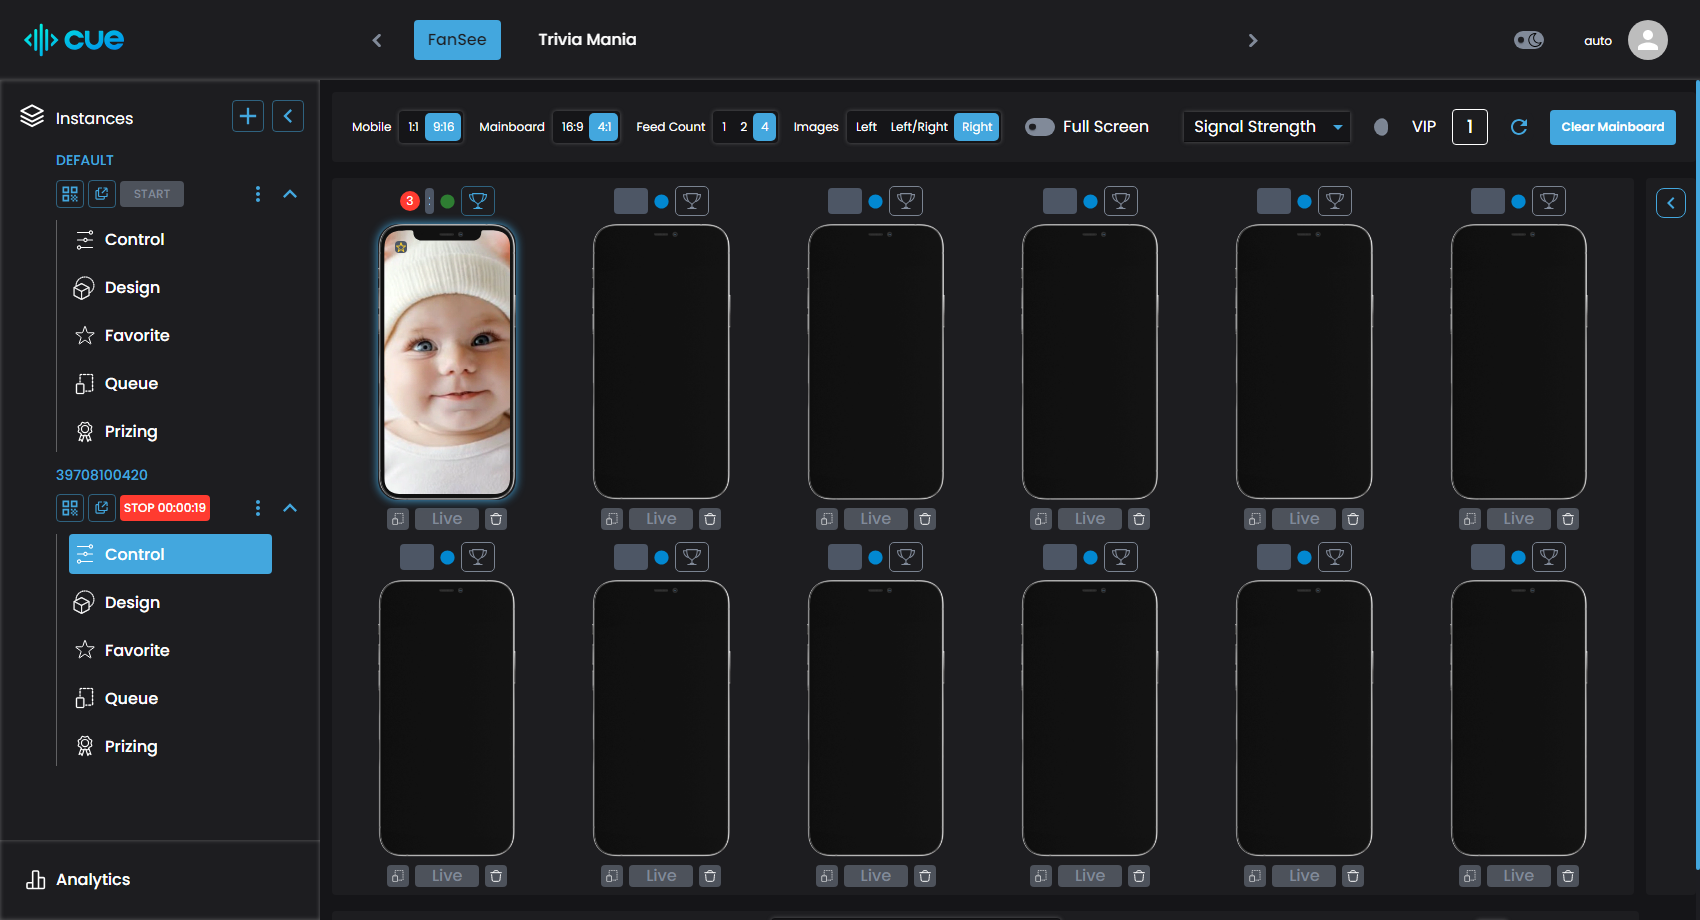 cue
FanSee
Trivia Mania
auto
Instances
DEFAULT
START
Control
Design
Favorite
Queue
Prizing
39708100420
STOP 00:00:19
Control
Design
Favorite
Queue
Prizing
Analytics
Mobile 1:1 9:16 Mainboard 16:9 4:1 Feed Count 1 2 4 Images Left Left/Right Right Full Screen Signal Strength VIP 1 Clear Mainboard
3
Live Live Live Live Live Live
Live Live Live Live Live Live